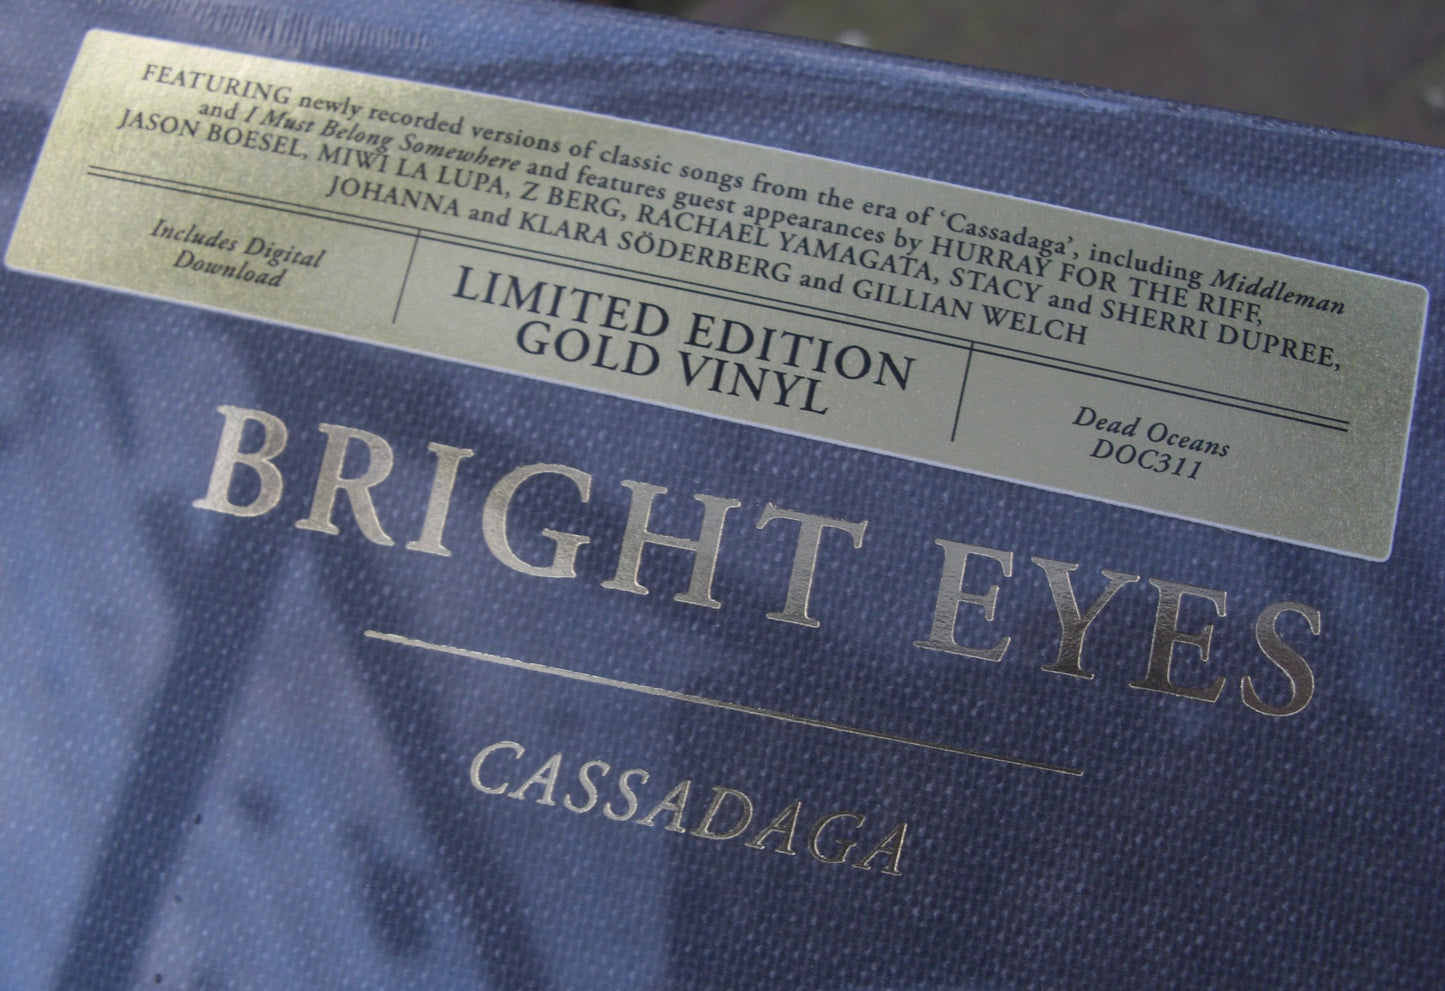 FEATURING newly recorded versions of classic songs from the era of ‘Cassadaga’, including Middleman
and I Must Belong Somewhere and features guest appearances by HURRAY FOR THE RIFF,
JASON BOESEL, MIWI LA LUPA, Z BERG, RACHAEL YAMAGATA, STACY and SHERRI DUPREE,
JOHANNA and KLARA SÖDERBERG and GILLIAN WELCH
Includes Digital
Download
LIMITED EDITION
GOLD VINYL
Dead Oceans
DOC311
BRIGHT EYES
CASSADAGA